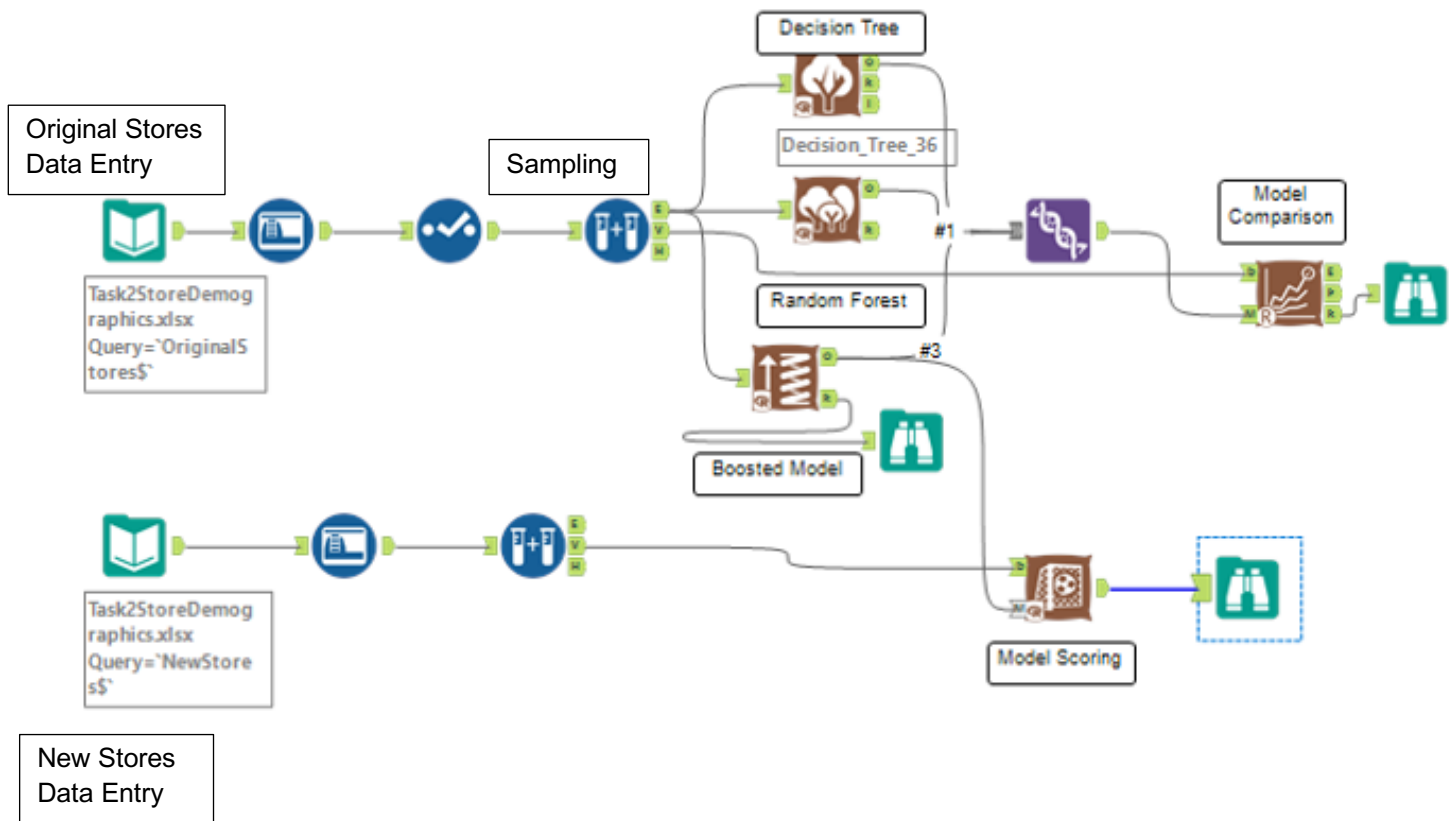 Decision Tree
O
R
I
Original Stores
Data Entry
Sampling
Decision_Tree_36
E
V
H
O
R
#1
Model
Comparison
D
M
E
P
R
R
Task2StoreDemog
raphics.xlsx
Query=`OriginalS
tores$`
Random Forest
#3
O
R
Boosted Model
E
V
H
D
M
Task2StoreDemog
raphics.xlsx
Query=`NewStore
s$`
Model Scoring
New Stores
Data Entry